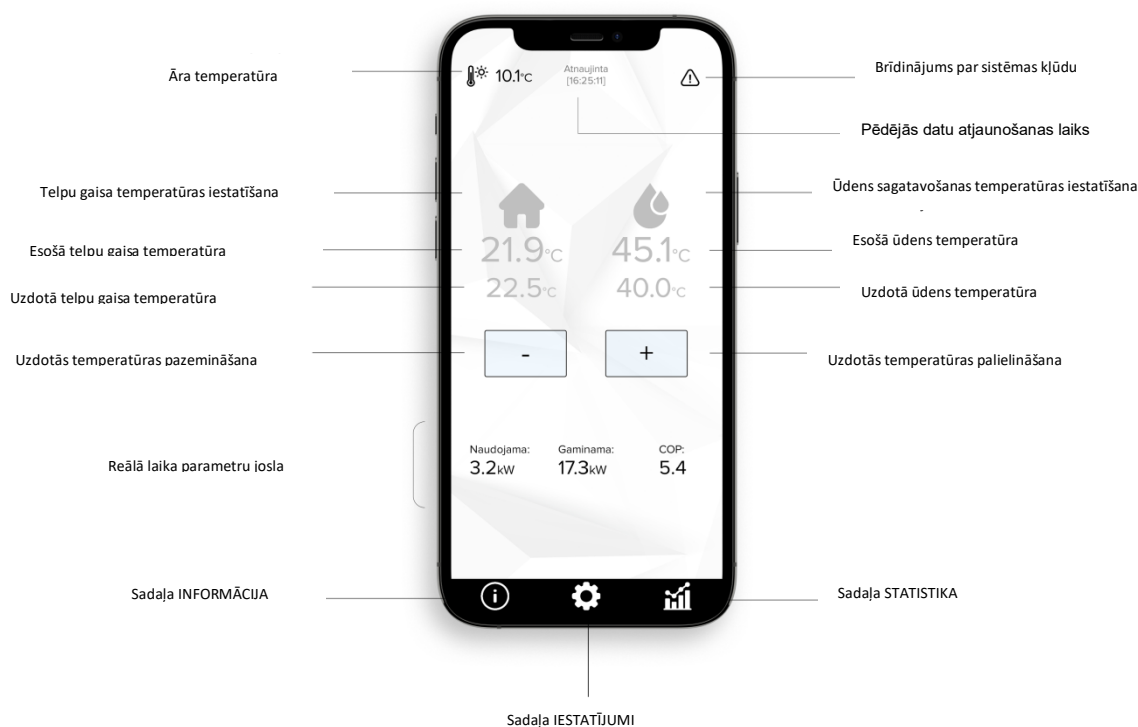 Āra temperatūra
10.1°C
Atnaujinta
[16:25:11]
Brīdinājums par sistēmas kļūdu
Pēdējās datu atjaunošanas laiks
Telpu gaisa temperatūras iestatīšana
Ūdens sagatavošanas temperatūras iestatīšana
Esošā telpu gaisa temperatūra
21.9°C
45.1°C
Esošā ūdens temperatūra
Uzdotā telpu gaisa temperatūra
22.5°C
40.0°C
Uzdotā ūdens temperatūra
Uzdotās temperatūras pazemināšana
-
+
Uzdotās temperatūras palielināšana
Reālā laika parametru josla
Naudojama:
3.2kW
Gaminama:
17.3kW
COP:
5.4
Sadaļa INFORMĀCIJA
Sadaļa STATISTIKA
Sadaļa IESTATĪJUMI